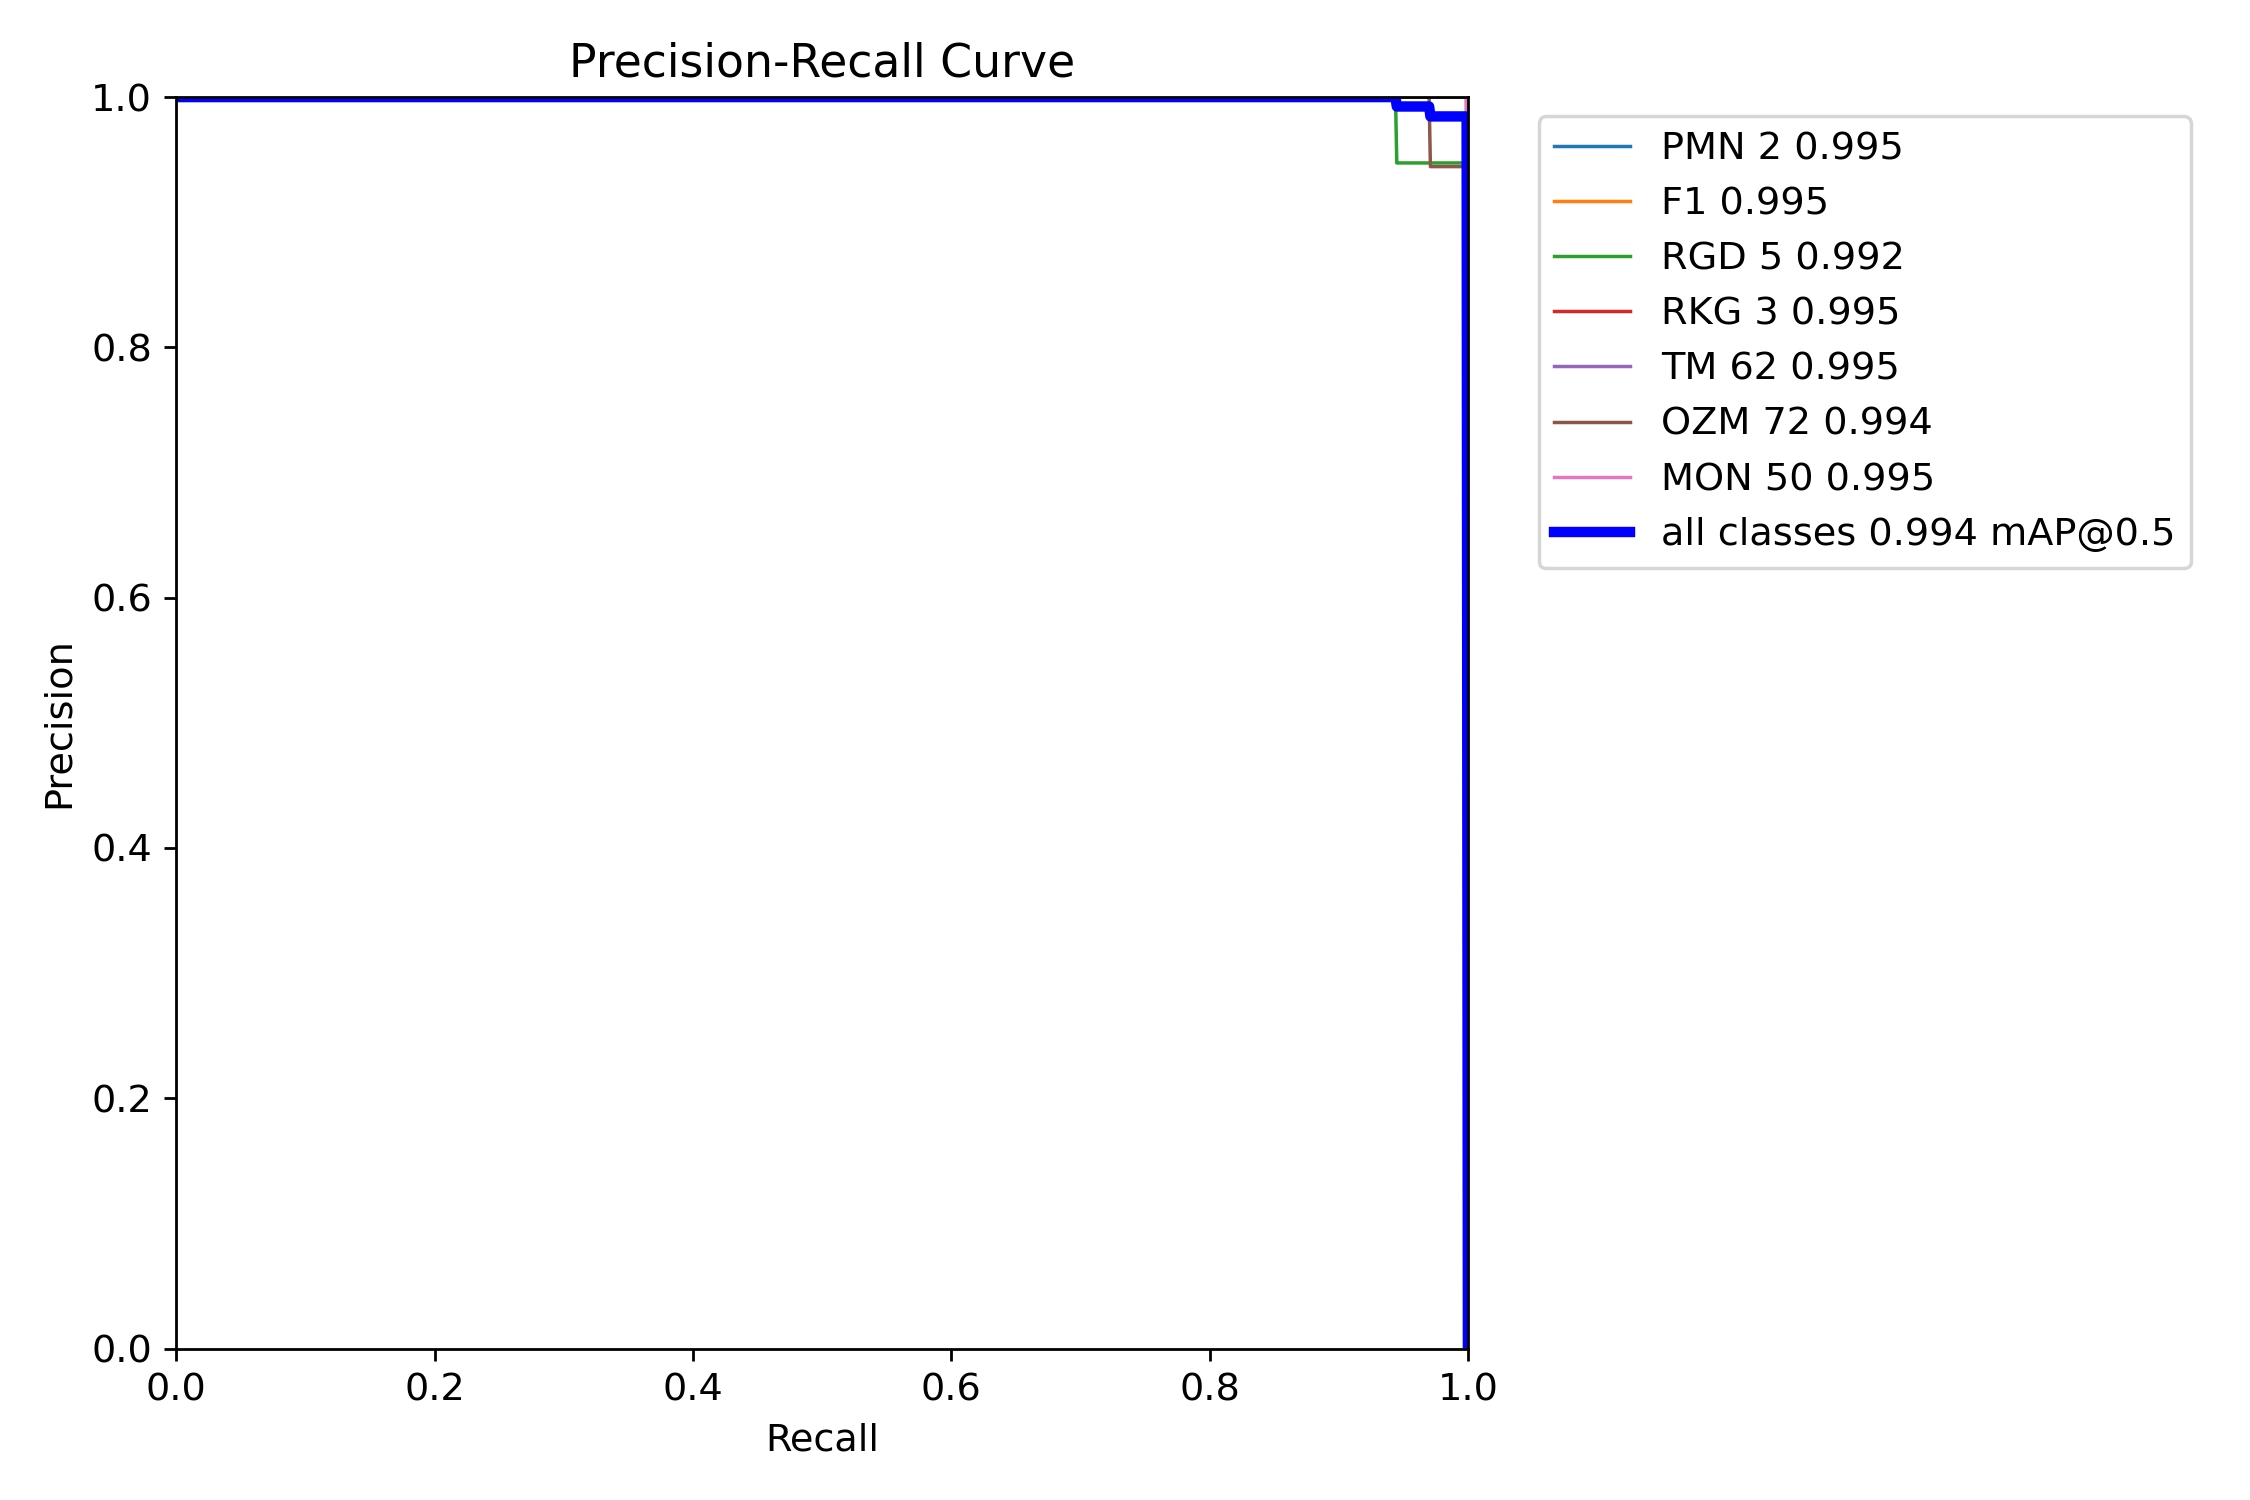 Precision-Recall Curve
1.0
0.8
0.6
0.4
0.2
0.0
Precision
0.0 0.2 0.4 0.6 0.8 1.0
Recall
PMN 2 0.995
F1 0.995
RGD 5 0.992
RKG 3 0.995
TM 62 0.995
OZM 72 0.994
MON 50 0.995
all classes 0.994 mAP@0.5